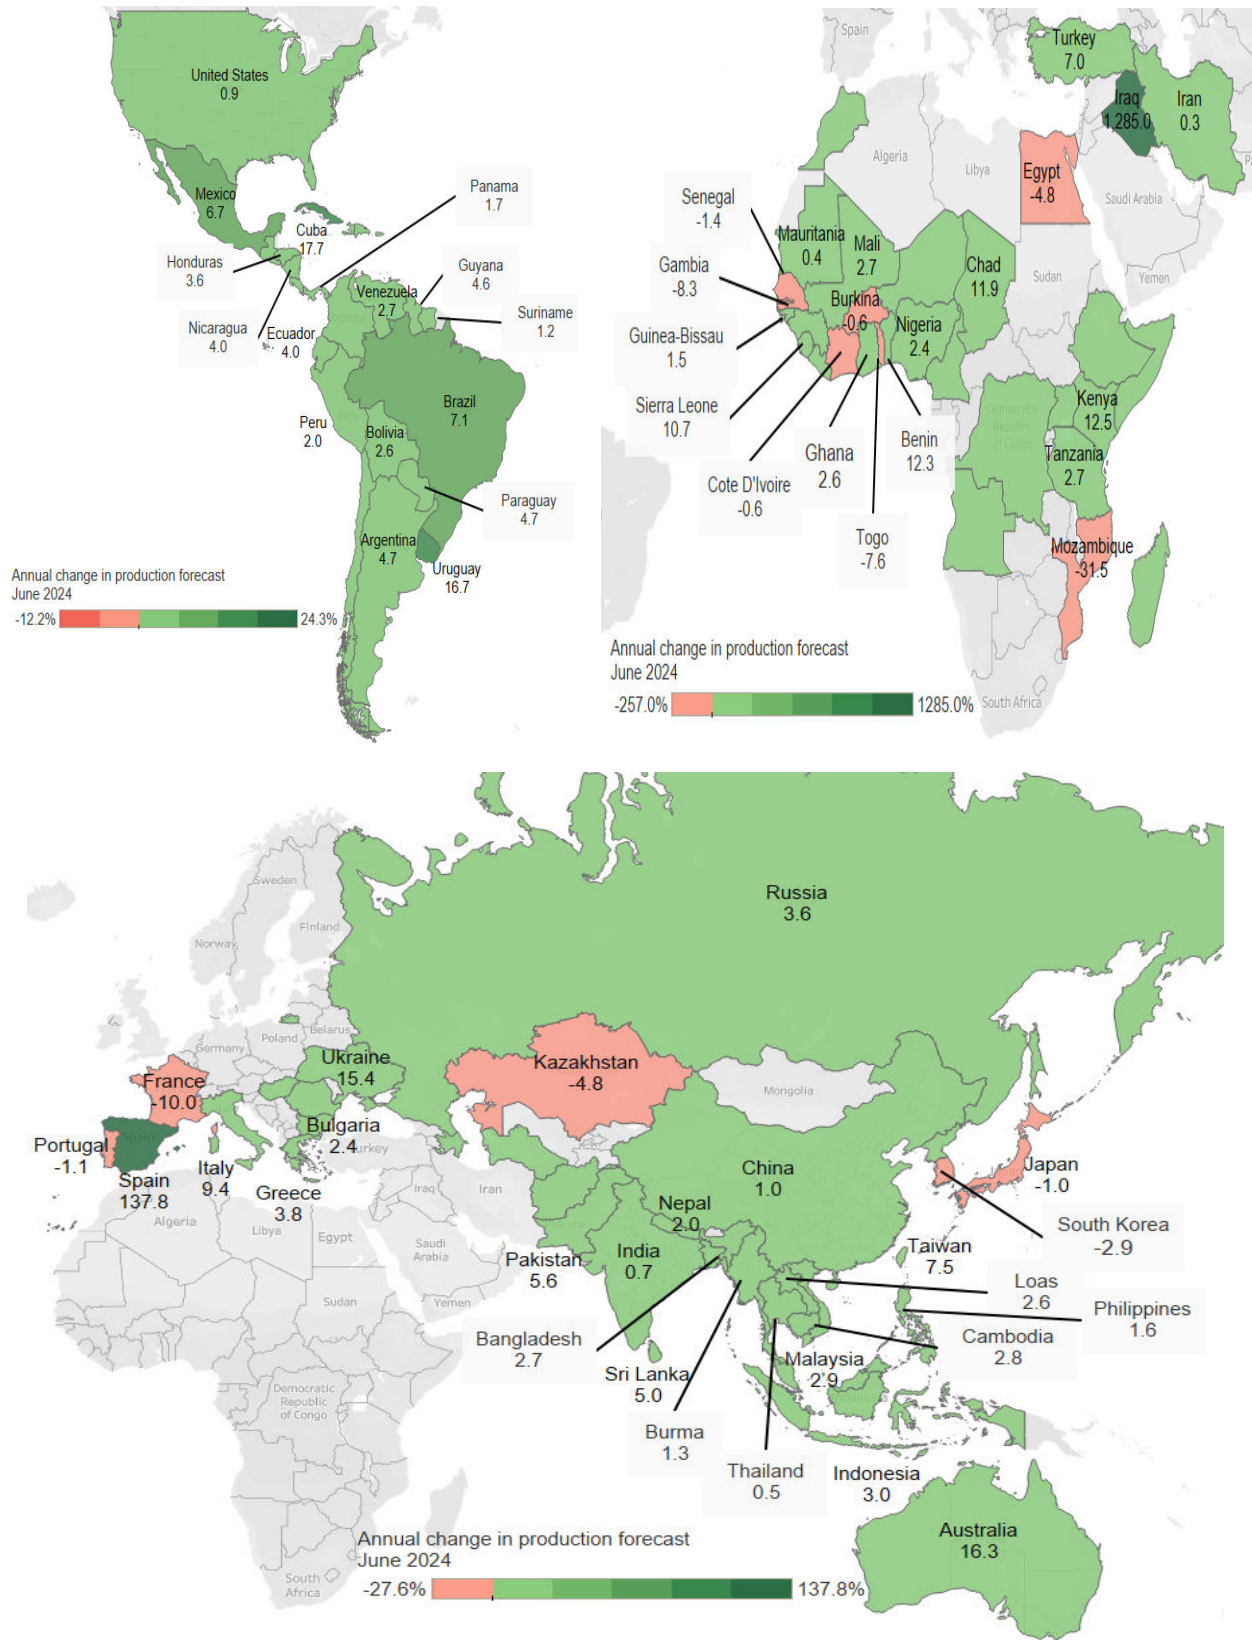 United States
0.9
Mexico
6.7
Cuba
17.7
Panama
1.7
Honduras
3.6
Guyana
4.6
Venezuela
2.7
Suriname
1.2
Nicaragua
4.0
Ecuador
4.0
Brazil
7.1
Peru
Peru
2.0
Bolivia
2.6
Paraguay
4.7
Argentina
4.7
Uruguay
16.7
Annual change in production forecast
June 2024
-12.2%
24.3%
Spain
Turkey
7.0
Iraq
1,285.0
Iran
0.3
Algeria
Libya
Egypt
-4.8
Saudi Arabia
Senegal
-1.4
Mauritania
0.4
Mali
2.7
Chad
11.9
Sudan
Yemen
Gambia
-8.3
Burkina
-0.6
Nigeria
2.4
Guinea-Bissau
1.5
Sierra Leone
10.7
Ghana
2.6
Benin
12.3
Cote D'Ivoire
-0.6
Togo
-7.6
Democratic
Republic
of Congo
Kenya
12.5
Tanzania
2.7
Mozambique
-31.5
South Africa
Annual change in production forecast
June 2024
-257.0%
1285.0%
Russia
3.6
Sweden
Finland
Norway
Belarus
Poland
Germany
Ukraine
15.4
Kazakhstan
-4.8
Mongolia
France
-10.0
Bulgaria
2.4
Portugal
-1.1
Spain
Spain
137.8
Italy
9.4
Greece
3.8
Turkey
China
1.0
Japan
-1.0
Nepal
2.0
South Korea
-2.9
Algeria
Libya
Egypt
Iraq
Iran
Saudi
Arabia
Pakistan
5.6
India
0.7
Taiwan
7.5
Loas
2.6
Philippines
1.6
Sudan
Yemen
Bangladesh
2.7
Cambodia
2.8
Sri Lanka
5.0
Malaysia
2.9
Burma
1.3
Thailand
0.5
Indonesia
3.0
Democratic
Republic
of Congo
Australia
16.3
South
Africa
Annual change in production forecast
June 2024
-27.6%
137.8%